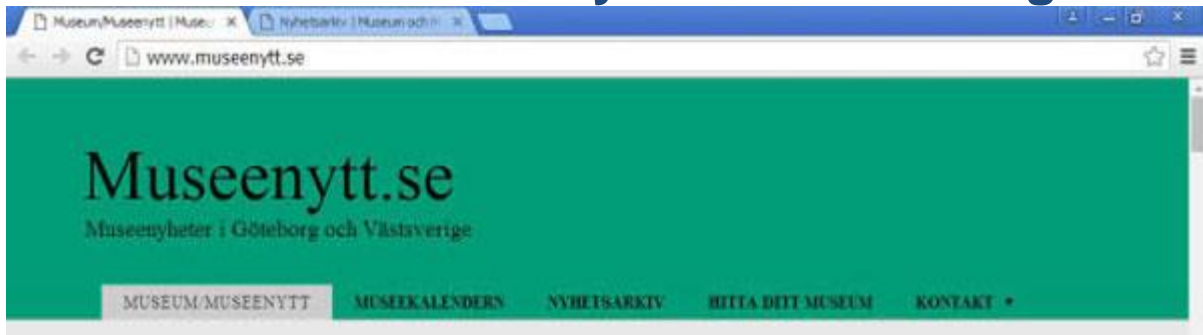 Museum/Museenytt | Museu
Nyhetsarkiv | Museum och n
www.museenytt.se
Museenytt.se
Museenyheter i Göteborg och Västsverige
MUSEUM/MUSEENYTT MUSEEKALENDERN NYHETSARKIV HITTA DITT MUSEUM KONTAKT